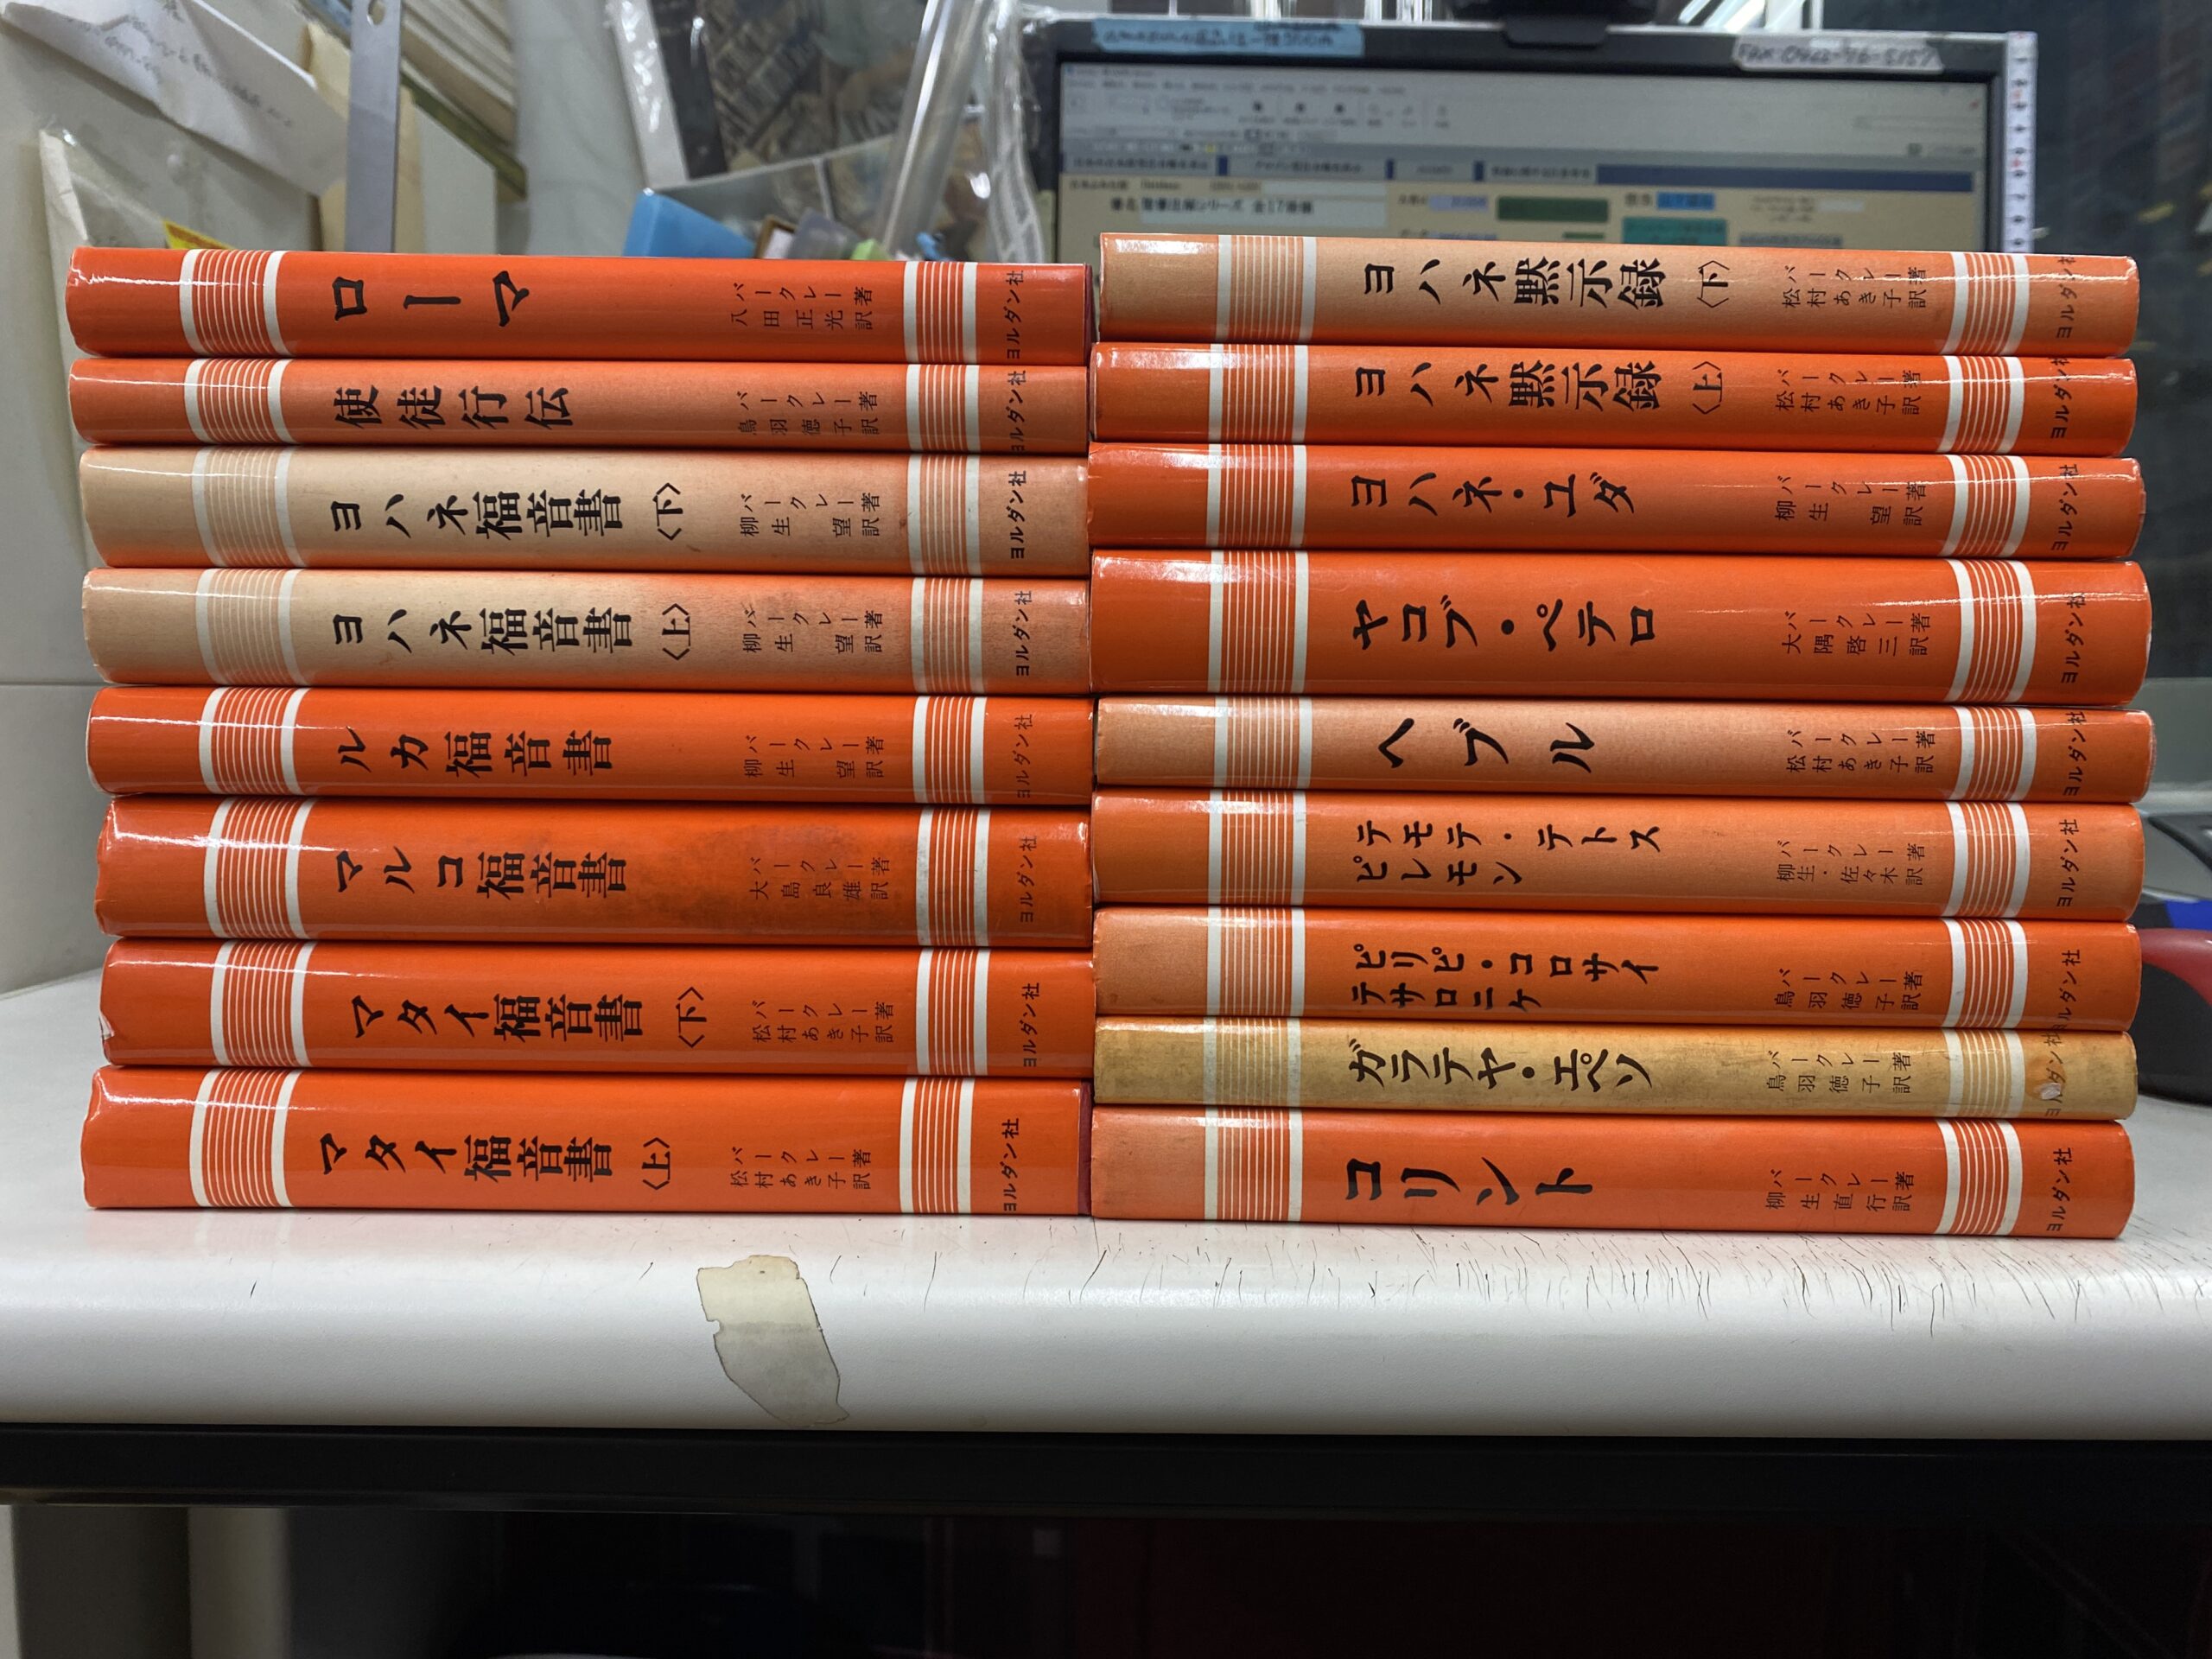 ローマ
バークレー著
八田正光訳
ヨルダン社
使徒行伝
バークレー著
鳥羽徳子訳
ヨルダン社
ヨハネ福音書〈下〉
バークレー著
柳生望訳
ヨルダン社
ヨハネ福音書〈上〉
バークレー著
柳生望訳
ヨルダン社
ルカ福音書
バークレー著
柳生望訳
ヨルダン社
マルコ福音書
バークレー著
大島良雄訳
ヨルダン社
マタイ福音書〈下〉
バークレー著
松村あき子訳
ヨルダン社
マタイ福音書〈上〉
バークレー著
松村あき子訳
ヨルダン社
ヨハネ黙示録〈下〉
バークレー著
松村あき子訳
ヨルダン社
ヨハネ黙示録〈上〉
バークレー著
松村あき子訳
ヨルダン社
ヨハネ・ユダ
バークレー著
柳生望訳
ヨルダン社
ヤコブ・ペテロ
バークレー著
大隅啓三訳
ヨルダン社
ヘブル
バークレー著
松村あき子訳
ヨルダン社
テモテ・テトス
ピレモン
バークレー著
柳生・佐々木訳
ヨルダン社
ピリピ・コロサイ
テサロニケ
バークレー著
鳥羽徳子訳
ヨルダン社
ガラテヤ・エペソ
バークレー著
鳥羽徳子訳
ヨルダン社
コリント
バークレー著
柳生直行訳
ヨルダン社